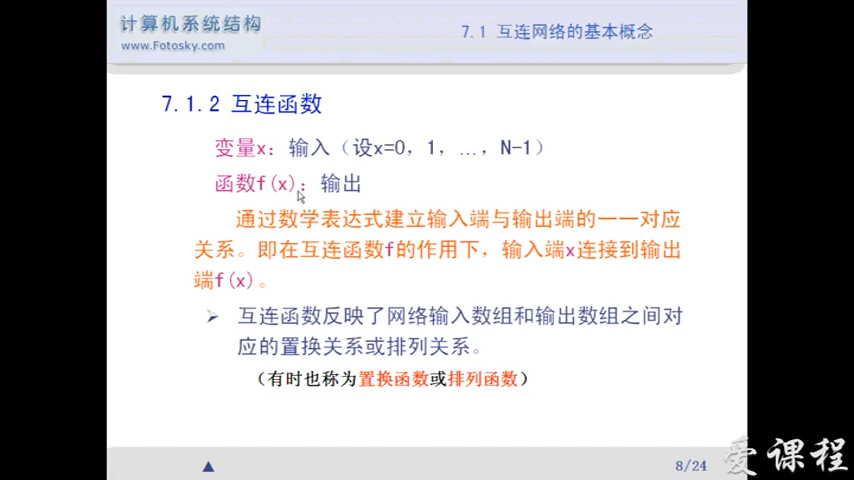 计算机系统结构
www.Fotosky.com
7.1 互连网络的基本概念
7.1.2 互连函数
变量x：输入（设x=0，1，…，N-1）
函数f(x)：输出
通过数学表达式建立输入端与输出端的一一对应
关系。即在互连函数f的作用下，输入端x连接到输出
端f(x)。
➢ 互连函数反映了网络输入数组和输出数组之间对
应的置换关系或排列关系。
（有时也称为置换函数或排列函数）
8/24
爱课程